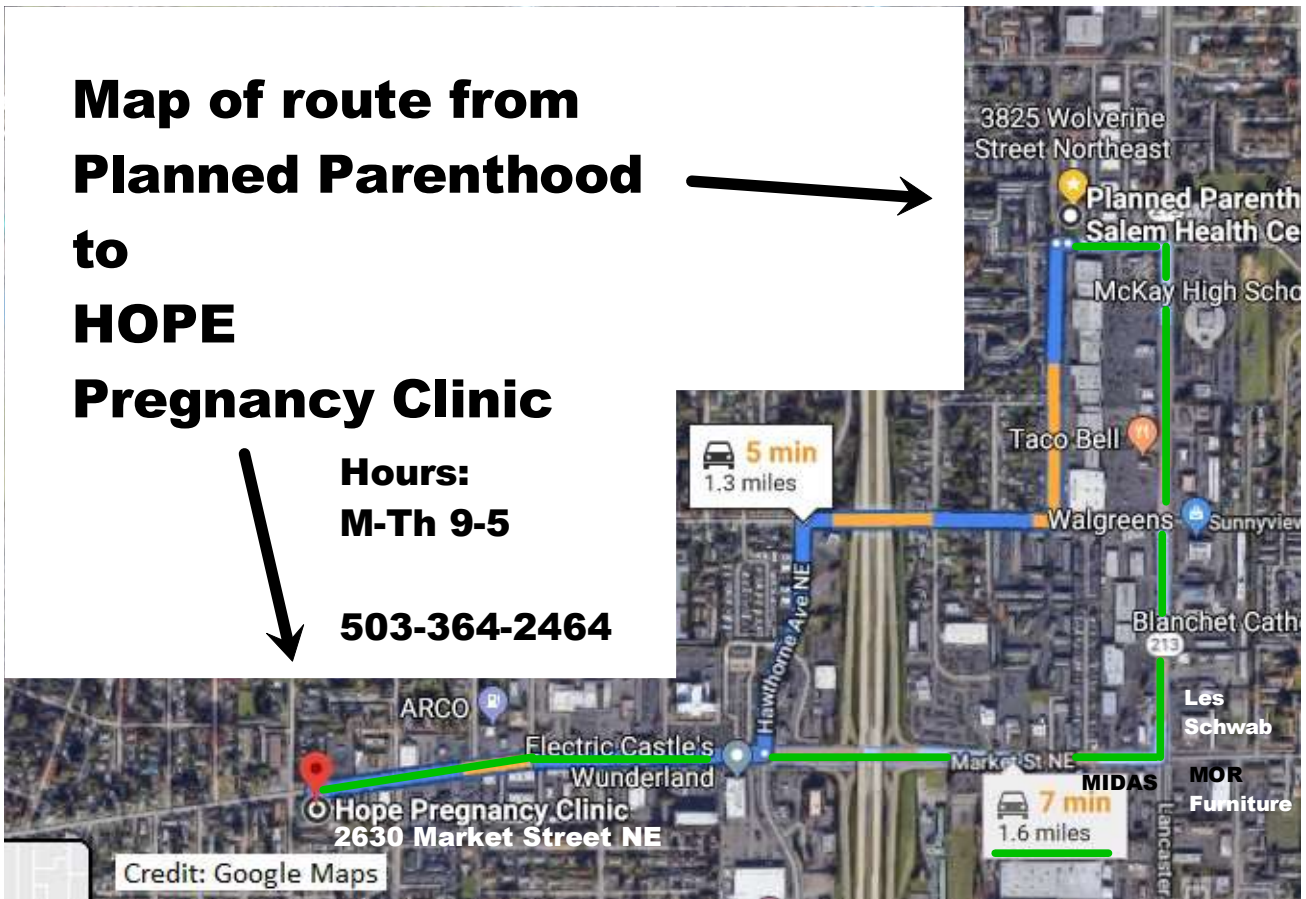 Map of route from
Planned Parenthood
to
HOPE
Pregnancy Clinic
Hours:
M-Th 9-5
503-364-2464
3825 Wolverine
Street Northeast
Planned Parenth
Salem Health Ce
McKay High Scho
Taco Bell
5 min
1.3 miles
Walgreens
Sunnyview
Hawthorne Ave NE
Blanchet Cath
213
Les
Schwab
ARCO
Electric Castle's
Wunderland
Market St NE
MIDAS
MOR
Furniture
7 min
1.6 miles
Lancaster
Hope Pregnancy Clinic
2630 Market Street NE
Credit: Google Maps